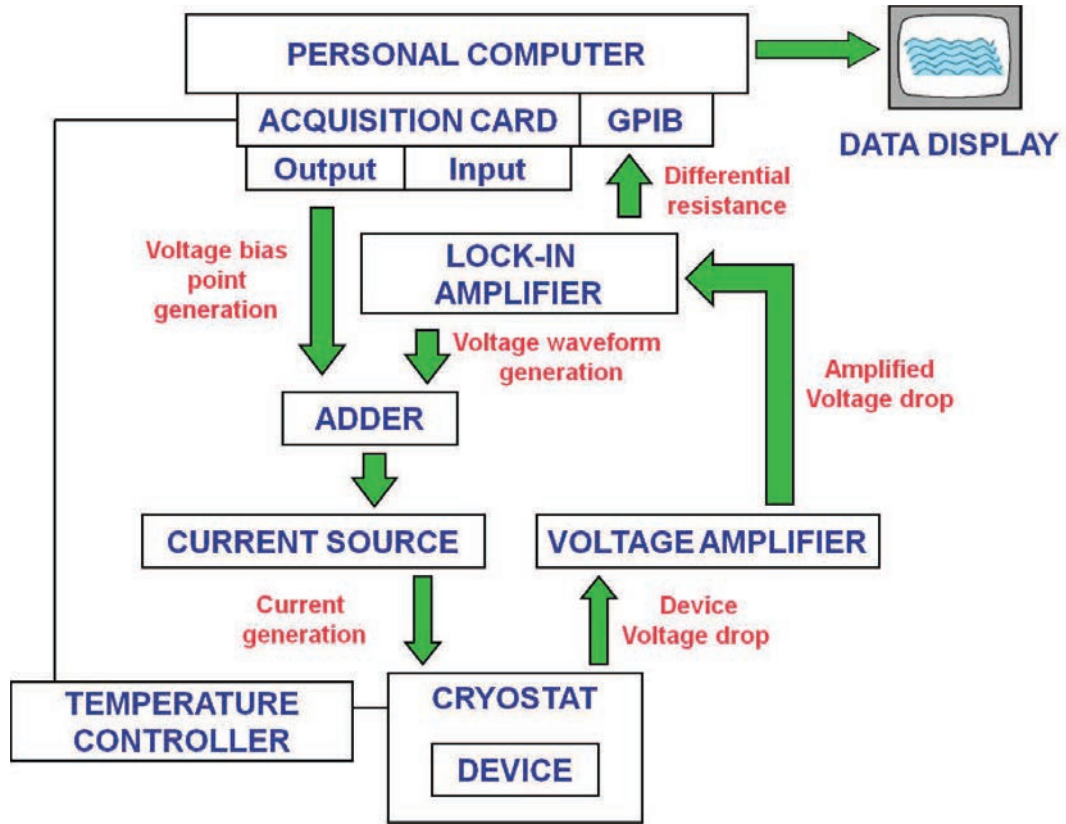 PERSONAL COMPUTER
ACQUISITION CARD
GPIB
Output
Input
DATA DISPLAY
Differential
resistance
Voltage bias
point
generation
LOCK-IN
AMPLIFIER
Voltage waveform
generation
Amplified
Voltage drop
ADDER
CURRENT SOURCE
VOLTAGE AMPLIFIER
Current
generation
Device
Voltage drop
TEMPERATURE
CONTROLLER
CRYOSTAT
DEVICE